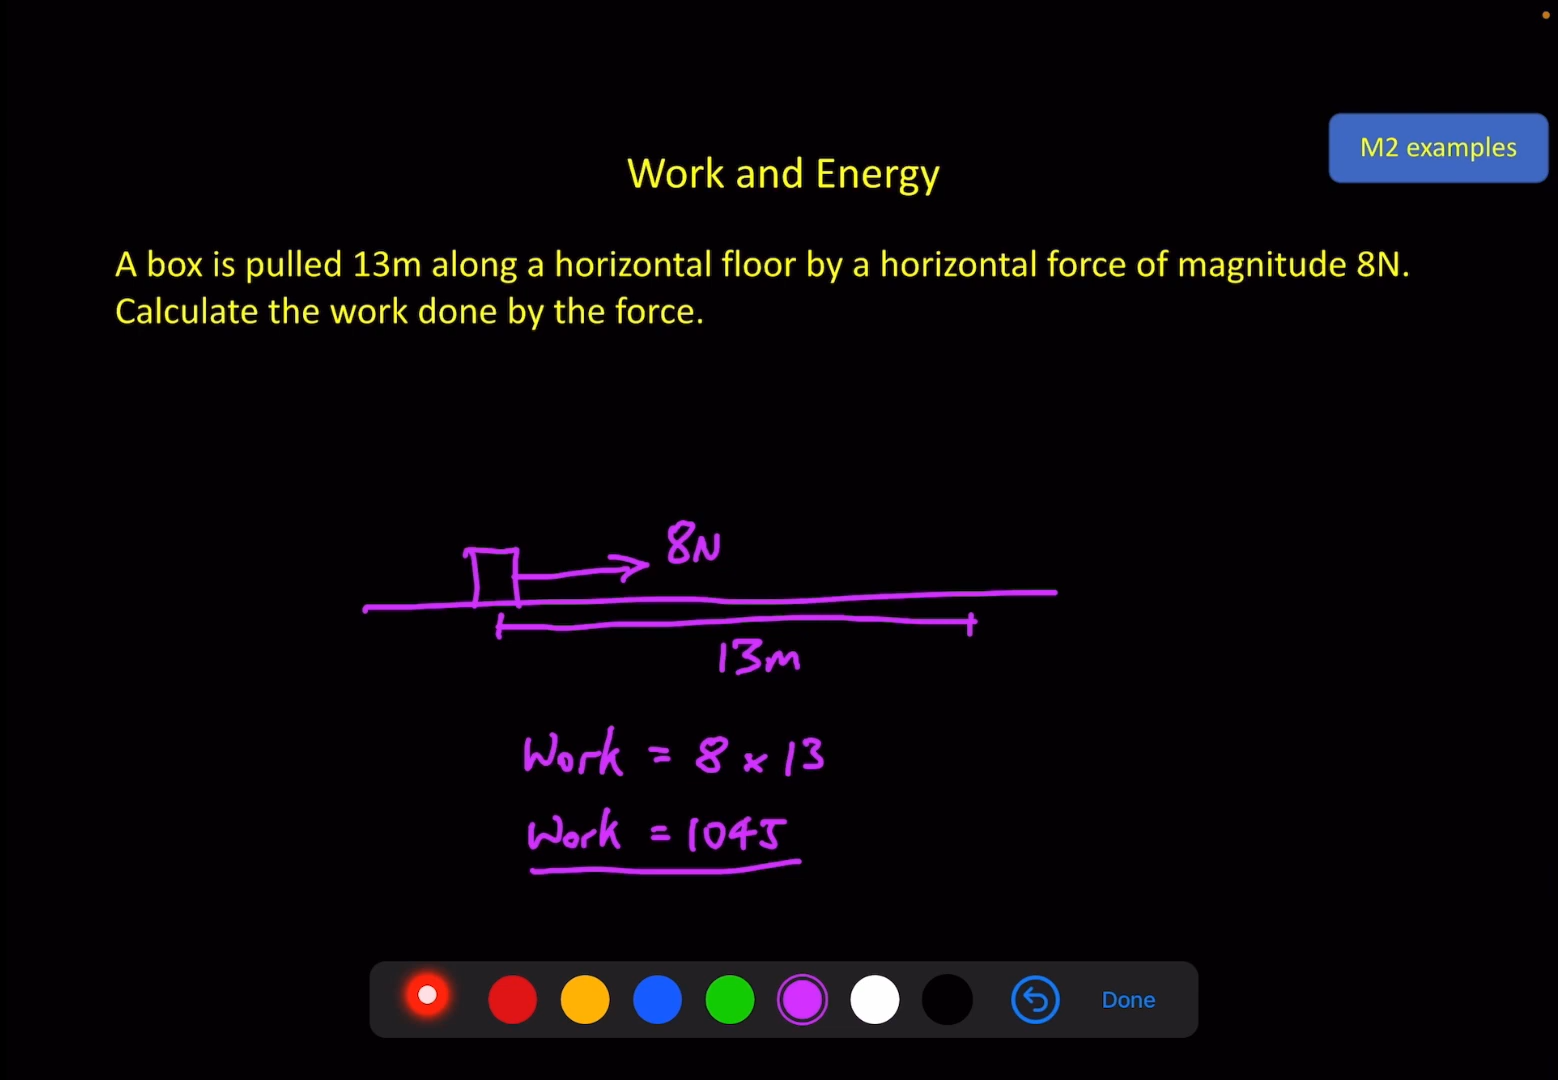 M2 examples
Work and Energy
A box is pulled 13m along a horizontal floor by a horizontal force of magnitude 8N.
Calculate the work done by the force.
8N
13m
Work = 8 × 13
Work = 104J
Done